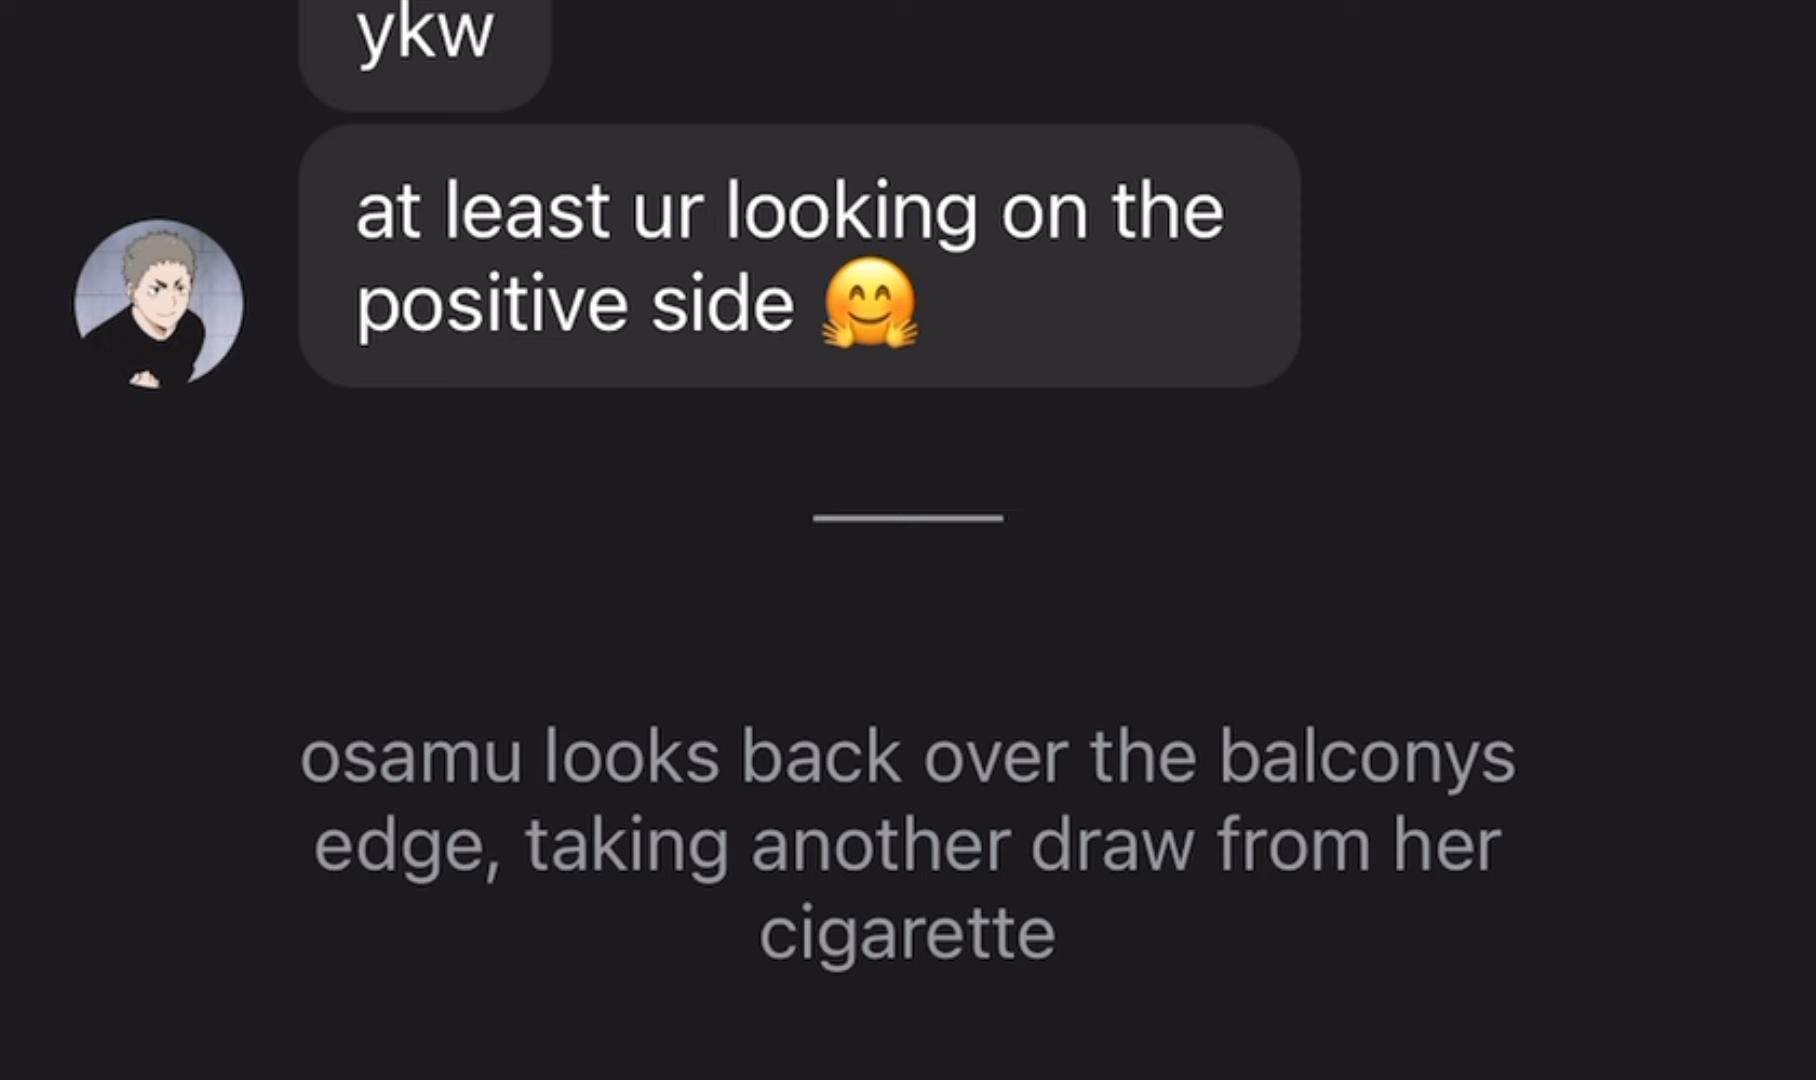 ykw
at least ur looking on the
positive side 🤗
osamu looks back over the balconys
edge, taking another draw from her
cigarette